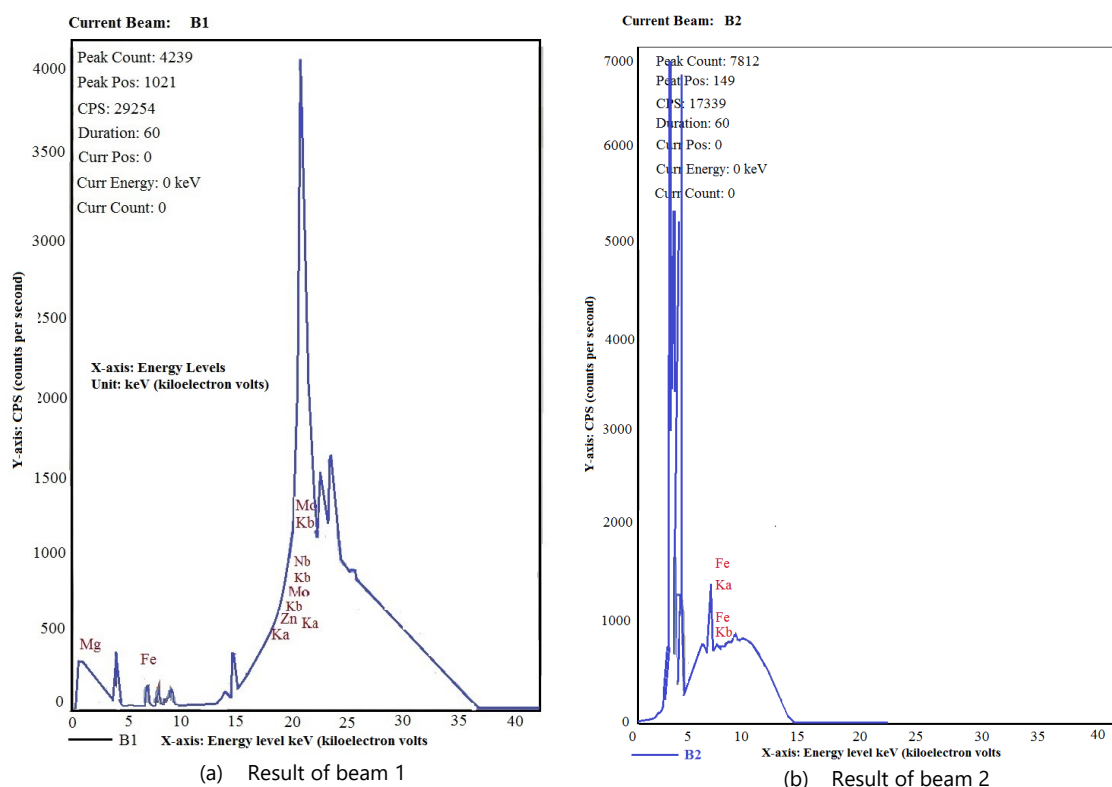 Current Beam: B1
Peak Count: 4239
Peak Pos: 1021
CPS: 29254
Duration: 60
Curr Pos: 0
Curr Energy: 0 keV
Curr Count: 0
X-axis: Energy Levels
Unit: keV (kiloelectron volts)
Y-axis: CPS (counts per second)
4000
3500
3000
2500
2000
1500
1000
500
0
Mo
Kb
Nb
Kb
Mo
Kb
Zn
Ka
Ka
Mg
Fe
0 5 10 15 20 25 30 35 40
B1
X-axis: Energy level keV (kiloelectron volts
(a) Result of beam 1
Current Beam: B2
Peak Count: 7812
Peat Pos: 149
CPS: 17339
Duration: 60
Curr Pos: 0
Curr Energy: 0 keV
Curr Count: 0
Y-axis: CPS (counts per second)
7000
6000
5000
4000
3000
2000
1000
0
Fe
Ka
Fe
Kb
0 5 10 15 20 25 30 35 40
B2
X-axis: Energy level keV (kiloelectron volts
(b) Result of beam 2